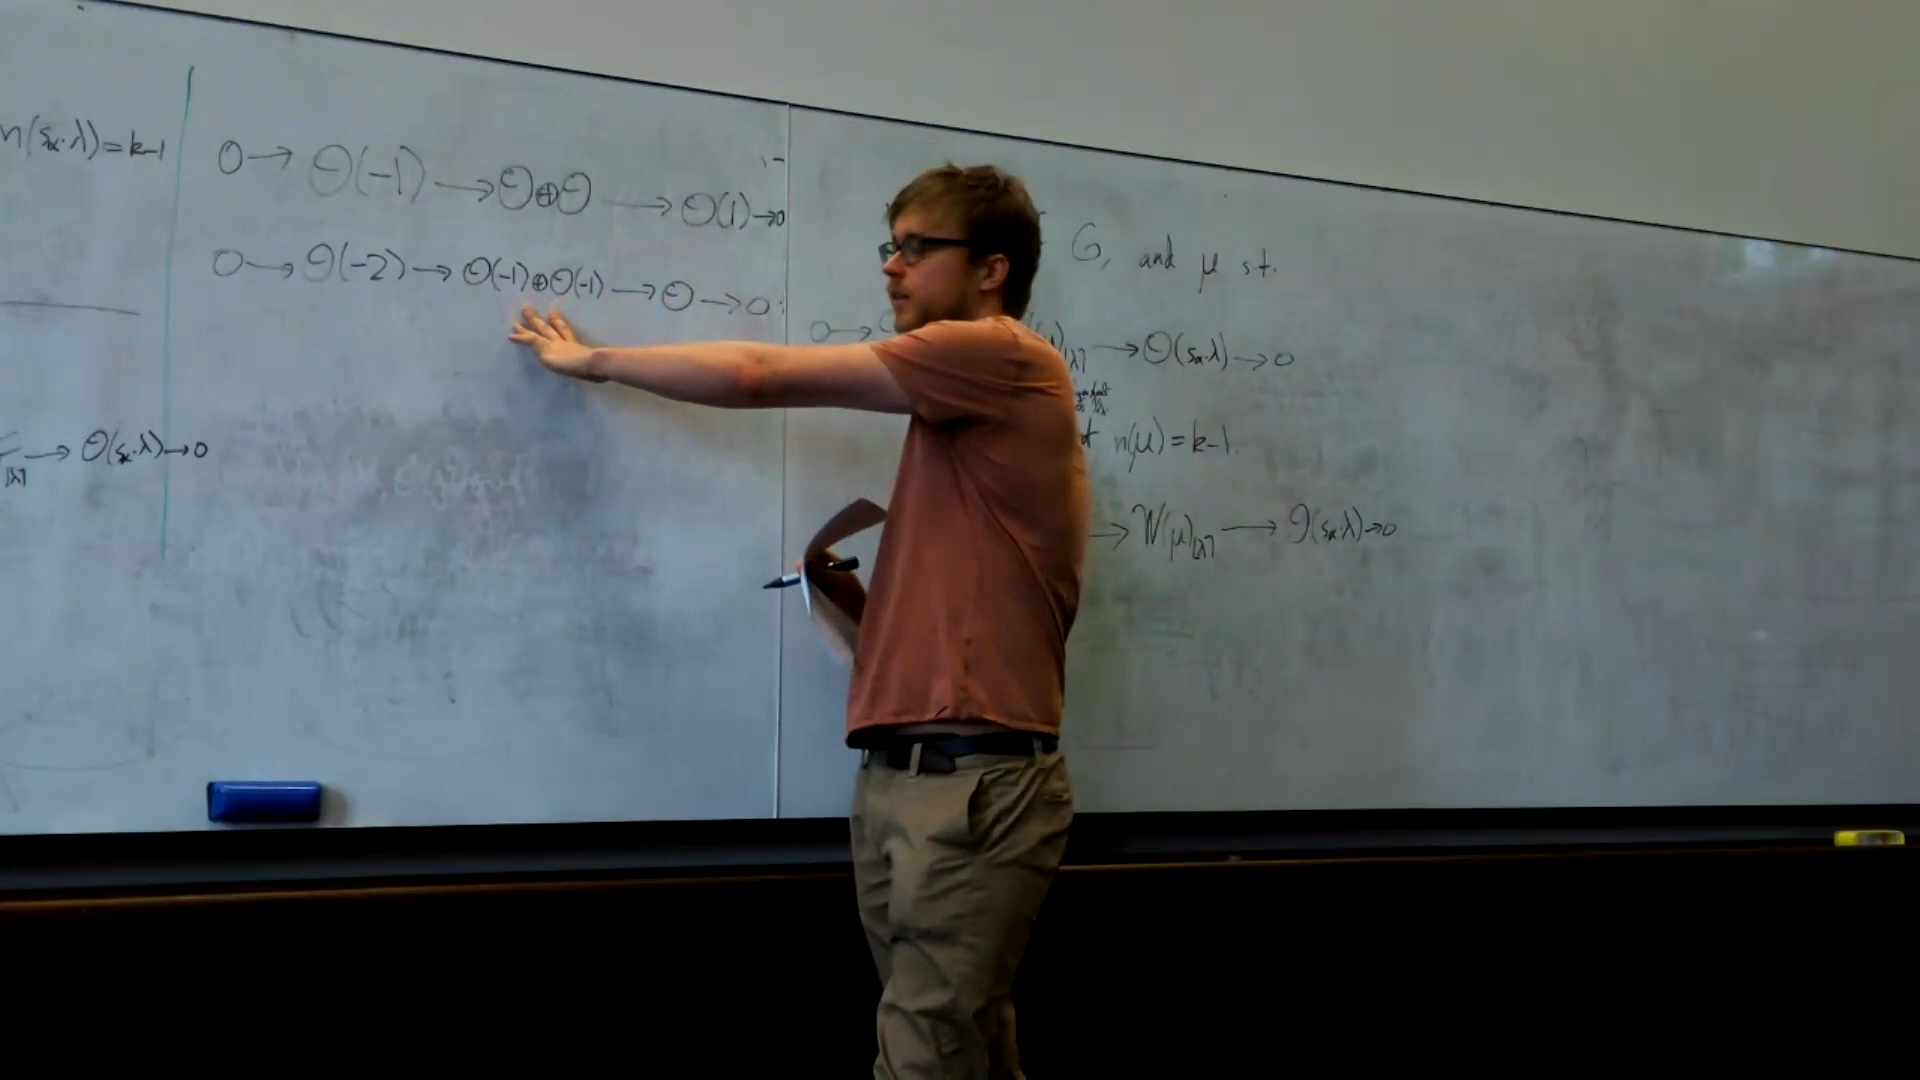 n(sα·λ)=k-1
0→O(-1)→O⊕O→O(1)→0
0→O(-2)→O(-1)⊕O(-1)→O→0
[λ]→O(sα·λ)→0
G, and μ s.t.
0→
[λ]→O(sα·λ)→0
n(μ)=k-1.
→W(μ)[λ]→O(sα·λ)→0